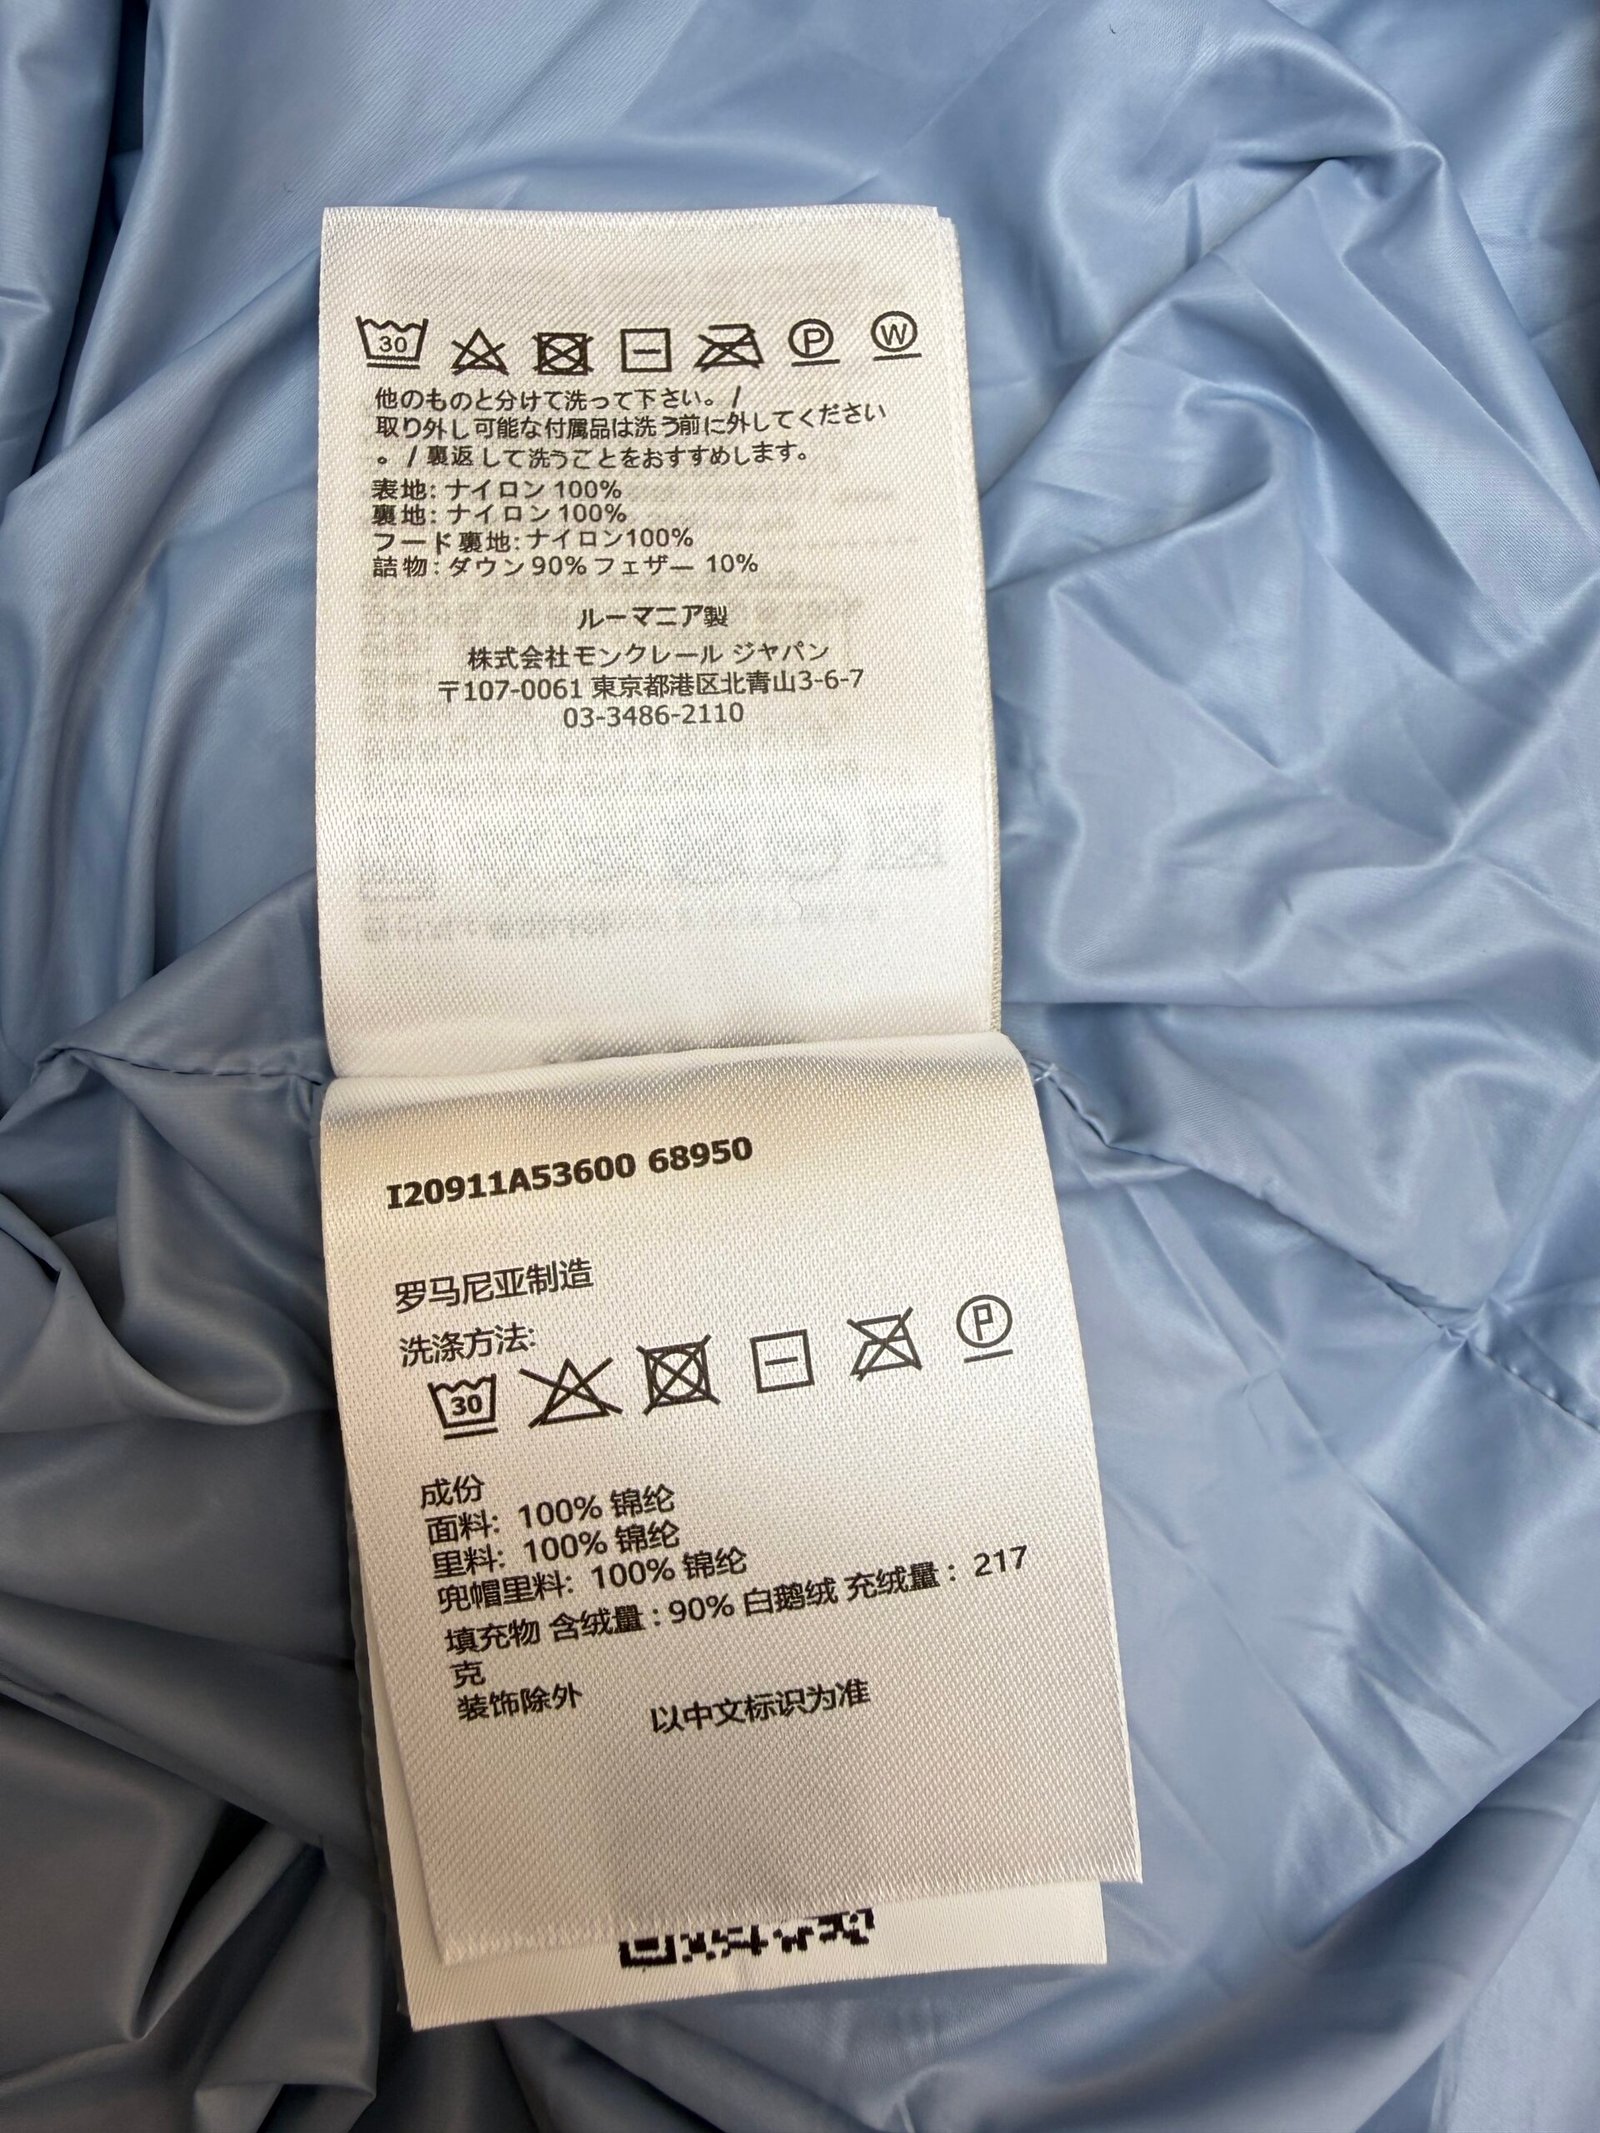 30
P
W
他のものと分けて洗って下さい。/
取り外し可能な付属品は洗う前に外してください
。/裏返して洗うことをおすすめします。
表地: ナイロン 100%
裏地: ナイロン 100%
フード裏地: ナイロン100%
詰物: ダウン 90% フェザー 10%
ルーマニア製
株式会社モンクレール ジャパン
〒107-0061 東京都港区北青山3-6-7
03-3486-2110
I20911A53600 68950
罗马尼亚制造
洗涤方法:
30
P
成份
面料: 100% 锦纶
里料: 100% 锦纶
兜帽里料: 100% 锦纶
填充物 含绒量 : 90% 白鹅绒 充绒量 : 217
克
装饰除外
以中文标识为准